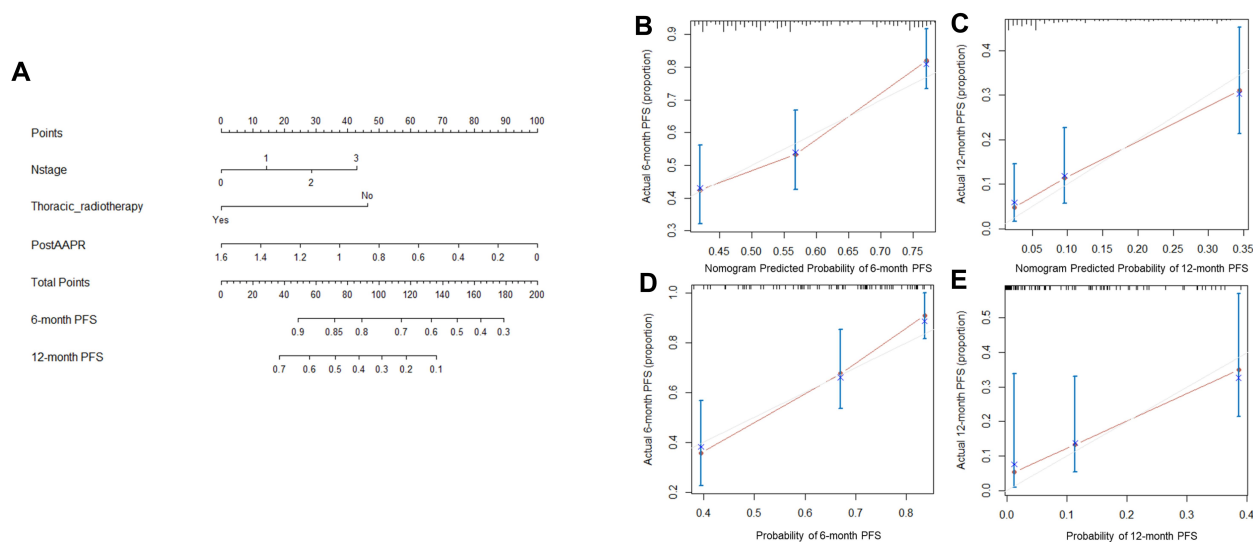 A
Points
0 10 20 30 40 50 60 70 80 90 100
Nstage
1 3
0 2
Thoracic_radiotherapy
No
Yes
PostAAPR
1.6 1.4 1.2 1 0.8 0.6 0.4 0.2 0
Total Points
0 20 40 60 80 100 120 140 160 180 200
6-month PFS
0.9 0.85 0.8 0.7 0.6 0.5 0.4 0.3
12-month PFS
0.7 0.6 0.5 0.4 0.3 0.2 0.1
B
Actual 6-month PFS (proportion)
0.9
0.8
0.7
0.6
0.5
0.4
0.3
0.45 0.50 0.55 0.60 0.65 0.70 0.75
Nomogram Predicted Probability of 6-month PFS
C
Actual 12-month PFS (proportion)
0.4
0.3
0.2
0.1
0.0
0.05 0.10 0.15 0.20 0.25 0.30 0.35
Nomogram Predicted Probability of 12-month PFS
D
Actual 6-month PFS (proportion)
1.0
0.8
0.6
0.4
0.2
0.4 0.5 0.6 0.7 0.8
Probability of 6-month PFS
E
Actual 12-month PFS (proportion)
0.5
0.4
0.3
0.2
0.1
0.0
0.0 0.1 0.2 0.3 0.4
Probability of 12-month PFS